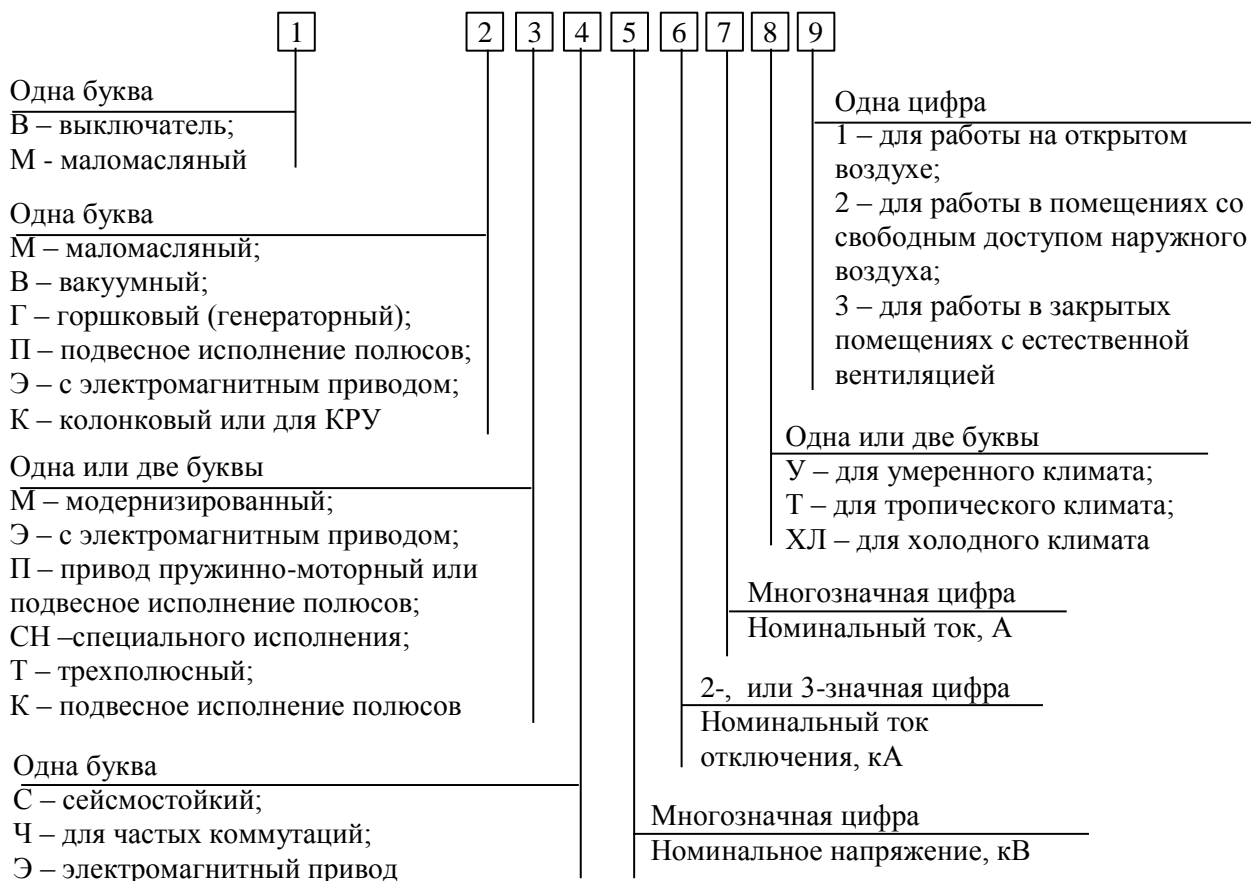 1 2 3 4 5 6 7 8 9
Одна буква
В – выключатель;
М - маломасляный
Одна буква
М – маломасляный;
В – вакуумный;
Г – горшковый (генераторный);
П – подвесное исполнение полюсов;
Э – с электромагнитным приводом;
К – колонковый или для КРУ
Одна или две буквы
М – модернизированный;
Э – с электромагнитным приводом;
П – привод пружинно-моторный или
подвесное исполнение полюсов;
СН –специального исполнения;
Т – трехполюсный;
К – подвесное исполнение полюсов
Одна буква
С – сейсмостойкий;
Ч – для частых коммутаций;
Э – электромагнитный привод
Одна цифра
1 – для работы на открытом
воздухе;
2 – для работы в помещениях со
свободным доступом наружного
воздуха;
3 – для работы в закрытых
помещениях с естественной
вентиляцией
Одна или две буквы
У – для умеренного климата;
Т – для тропического климата;
ХЛ – для холодного климата
Многозначная цифра
Номинальный ток, А
2-, или 3-значная цифра
Номинальный ток
отключения, кА
Многозначная цифра
Номинальное напряжение, кВ